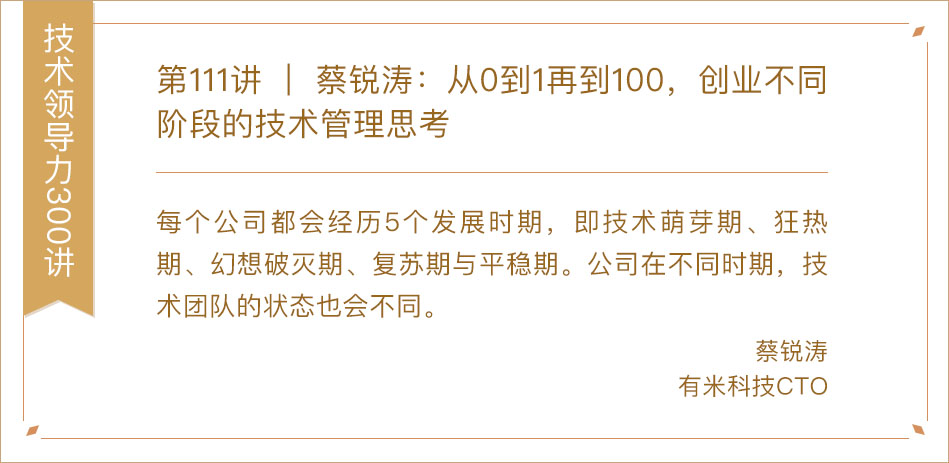 技术领导力300讲
第111讲 | 蔡锐涛：从0到1再到100，创业不同
阶段的技术管理思考
每个公司都会经历5个发展时期，即技术萌芽期、狂热
期、幻想破灭期、复苏期与平稳期。公司在不同时期，技
术团队的状态也会不同。
蔡锐涛
有米科技CTO